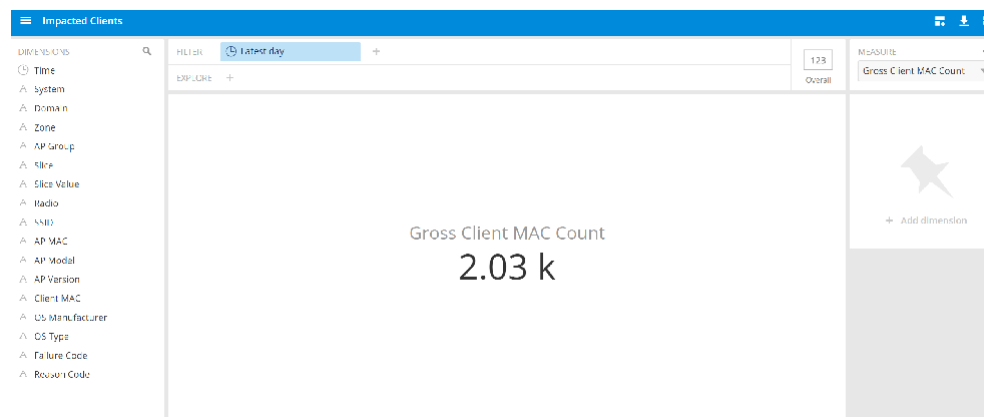 Impacted Clients
DIMENSIONS
Time
System
Domain
Zone
AP Group
Slice
Slice Value
Radio
SSID
AP MAC
AP Model
AP Version
Client MAC
OS Manufacturer
OS Type
Failure Code
Reason Code
FILTER Latest day +
EXPLORE +
123
Overall
Gross Client MAC Count
2.03 k
MEASURE
Gross Client MAC Count
+ Add dimension